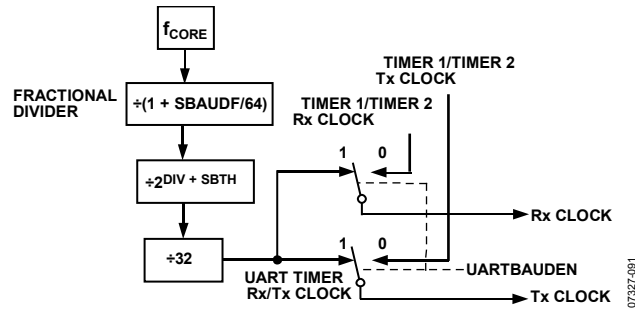 fCORE
FRACTIONAL
DIVIDER
÷(1 + SBAUDF/64)
÷2DIV + SBTH
÷32
TIMER 1/TIMER 2
Tx CLOCK
TIMER 1/TIMER 2
Rx CLOCK
1 0
Rx CLOCK
1 0
UART TIMER
Rx/Tx CLOCK
UARTBAUDEN
Tx CLOCK
07327-091